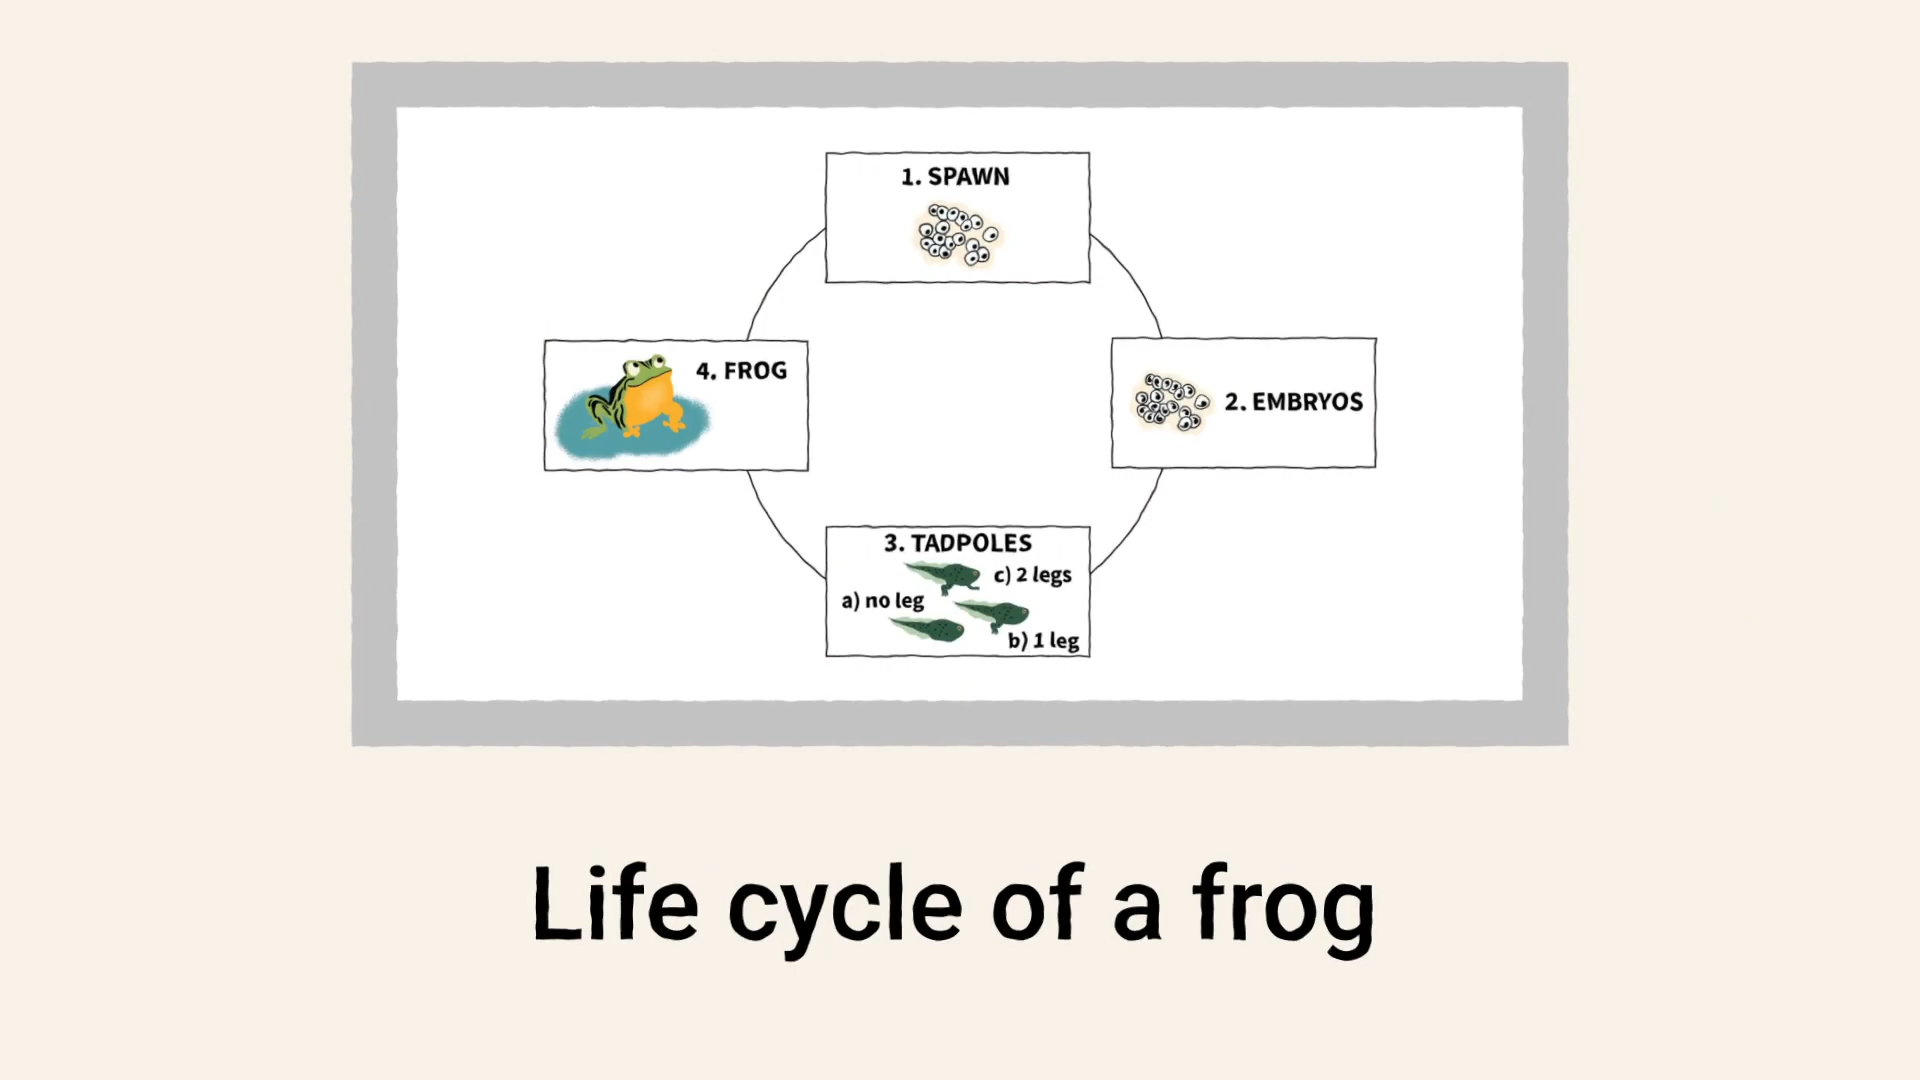 1. SPAWN
4. FROG
2. EMBRYOS
3. TADPOLES
c) 2 legs
a) no leg
b) 1 leg
Life cycle of a frog